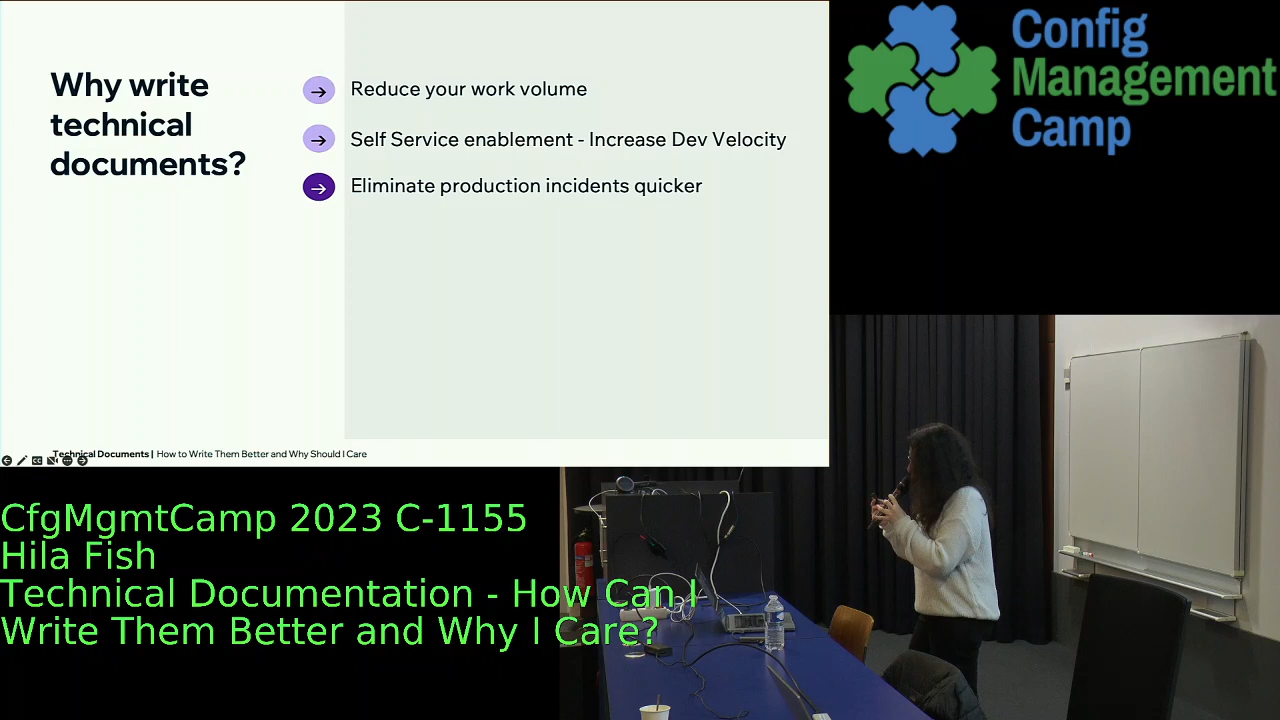 Why write
technical
documents?
→ Reduce your work volume
→ Self Service enablement - Increase Dev Velocity
→ Eliminate production incidents quicker
Technical Documents | How to Write Them Better and Why Should I Care
Config
Management
Camp
CfgMgmtCamp 2023 C-1155
Hila Fish
Technical Documentation - How Can I
Write Them Better and Why I Care?